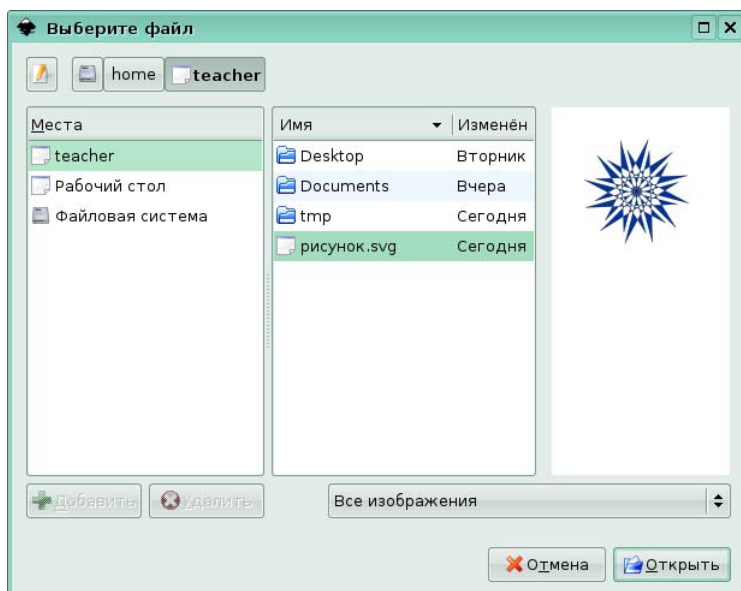 Выберите файл
home teacher
Места
teacher
Рабочий стол
Файловая система
Имя Изменён
Desktop Вторник
Documents Вчера
tmp Сегодня
рисунок.svg Сегодня
Добавить Удалить
Все изображения
Отмена Открыть